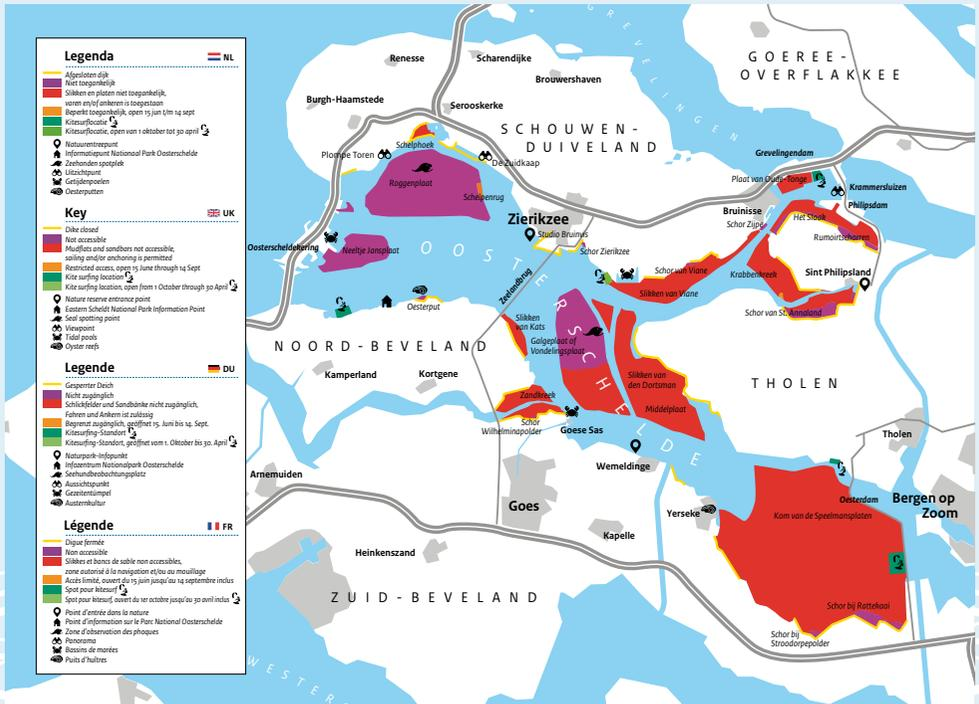 Legenda
NL
Afgesloten dijk
Niet toegankelijk
Slikken en platen niet toegankelijk,
varen en/of ankeren is toegestaan
Beperkt toegankelijk, open 15 jun t/m 14 sept
Kitesurflocatie
Kitesurflocatie, open van 1 oktober tot 30 april
Natuurentreepunt
Informatiepunt Nationaal Park Oosterschelde
Zeehonden spotplek
Uitzichtpunt
Getijdenpoelen
Oesterputten
Key
UK
Dike closed
Not accessible
Mudflats and sandbars not accessible,
sailing and/or anchoring is permitted
Restricted access, open 15 June through 14 Sept
Kite surfing location
Kite surfing location, open from 1 October through 30 April
Nature reserve entrance point
Eastern Scheldt National Park Information Point
Seal spotting point
Viewpoint
Tidal pools
Oyster reefs
Legende
DU
Gesperrter Deich
Nicht zugänglich
Schlickfelder und Sandbänke nicht zugänglich,
Fahren und Ankern ist zulässig
Begrenzt zugänglich, geöffnet 15. Juni bis 14. Sept.
Kitesurfing-Standort
Kitesurfing-Standort, geöffnet vom 1. Oktober bis 30. April
Naturpark-Infopunkt
Infozentrum Nationalpark Oosterschelde
Seehundbeobachtungsplatz
Aussichtspunkt
Gezeitentümpel
Austernkultur
Légende
FR
Digue fermée
Non accessible
Slikkes et bancs de sable non accessibles,
zone autorisé à la navigation et/ou au mouillage
Accès limité, ouvert du 15 juin jusqu'au 14 septembre inclus
Spot pour kitesurf
Spot pour kitesurf, ouvert du 1er octobre jusqu'au 30 avril inclus
Point d'entrée dans la nature
Point d'information sur le Parc National Oosterschelde
Zone d'observation des phoques
Panorama
Bassins de marées
Puits d'huîtres
GREVELINGEN
GOEREE-
OVERFLAKKEE
Renesse
Scharendijke
Brouwershaven
Burgh-Haamstede
Serooskerke
SCHOUWEN-
DUIVELAND
Schelphoek
Plompe Toren
De Zuidkaap
Grevelingendam
Plaat van Oude-Tonge
Krammersluizen
Roggenplaat
Schelpenrug
Philipsdam
Bruinisse
Het Slaak
Zierikzee
Schor Zijpe
Rumoirtschorren
Studio Bruinvis
Oosterscheldekering
Neeltje Jansplaat
Schor Zierikzee
OOSTERSCHELDE
Schor van Viane
Krabbenkreek
Sint Philipsland
Zeelandbrug
Slikken van Viane
Oesterput
Schor van St. Annaland
Slikken
van Kats
NOORD-BEVELAND
Galgeplaat of
Vondelingsplaat
Kamperland
Kortgene
Slikken van
den Dortsman
THOLEN
Zandkreek
Middelplaat
Schor
Wilhelminapolder
Goese Sas
Tholen
Wemeldinge
Arnemuiden
Oesterdam
Bergen op
Zoom
Goes
Yerseke
Kom van de Speelmansplaten
Kapelle
Heinkenszand
ZUID-BEVELAND
Schor bij Rattekaai
Schor bij
Stroodorpepolder
WESTER